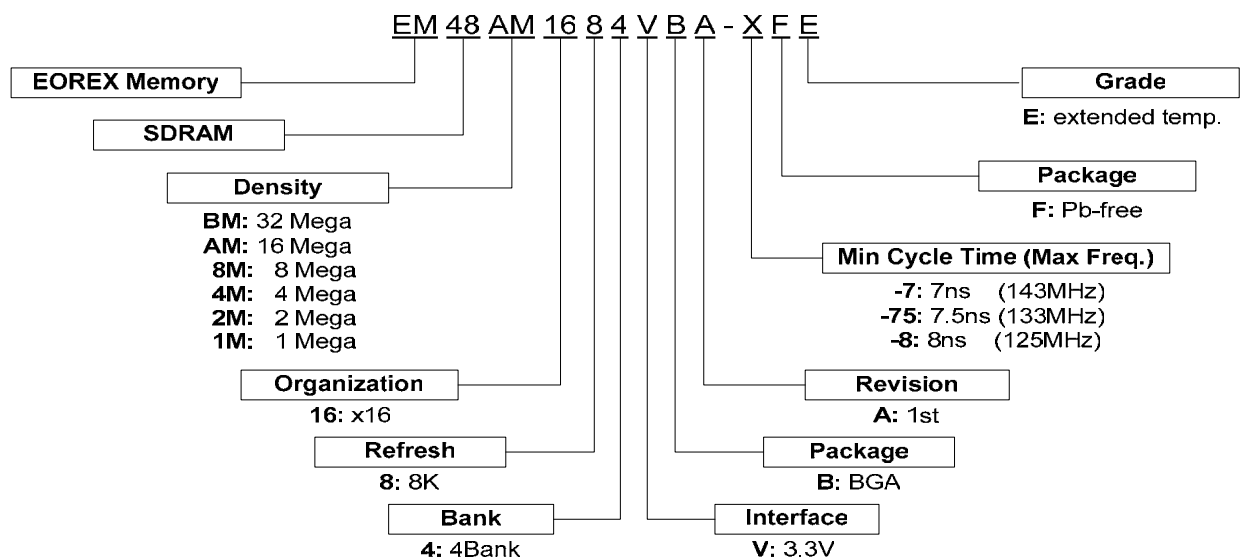 EM 48 AM 16 8 4 V B A - X F E
EOREX Memory
SDRAM
Density
BM: 32 Mega
AM: 16 Mega
8M: 8 Mega
4M: 4 Mega
2M: 2 Mega
1M: 1 Mega
Organization
16: x16
Refresh
8: 8K
Bank
4: 4Bank
Grade
E: extended temp.
Package
F: Pb-free
Min Cycle Time (Max Freq.)
-7: 7ns (143MHz)
-75: 7.5ns (133MHz)
-8: 8ns (125MHz)
Revision
A: 1st
Package
B: BGA
Interface
V: 3.3V